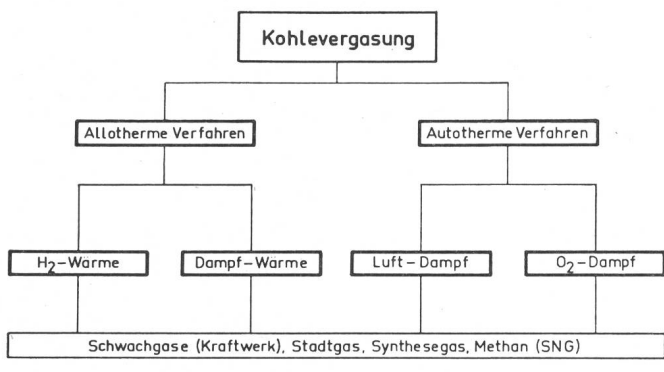 Kohlevergasung
Allotherme Verfahren
Autotherme Verfahren
H₂-Wärme
Dampf-Wärme
Luft-Dampf
O₂-Dampf
Schwachgase (Kraftwerk), Stadtgas, Synthesegas, Methan (SNG)